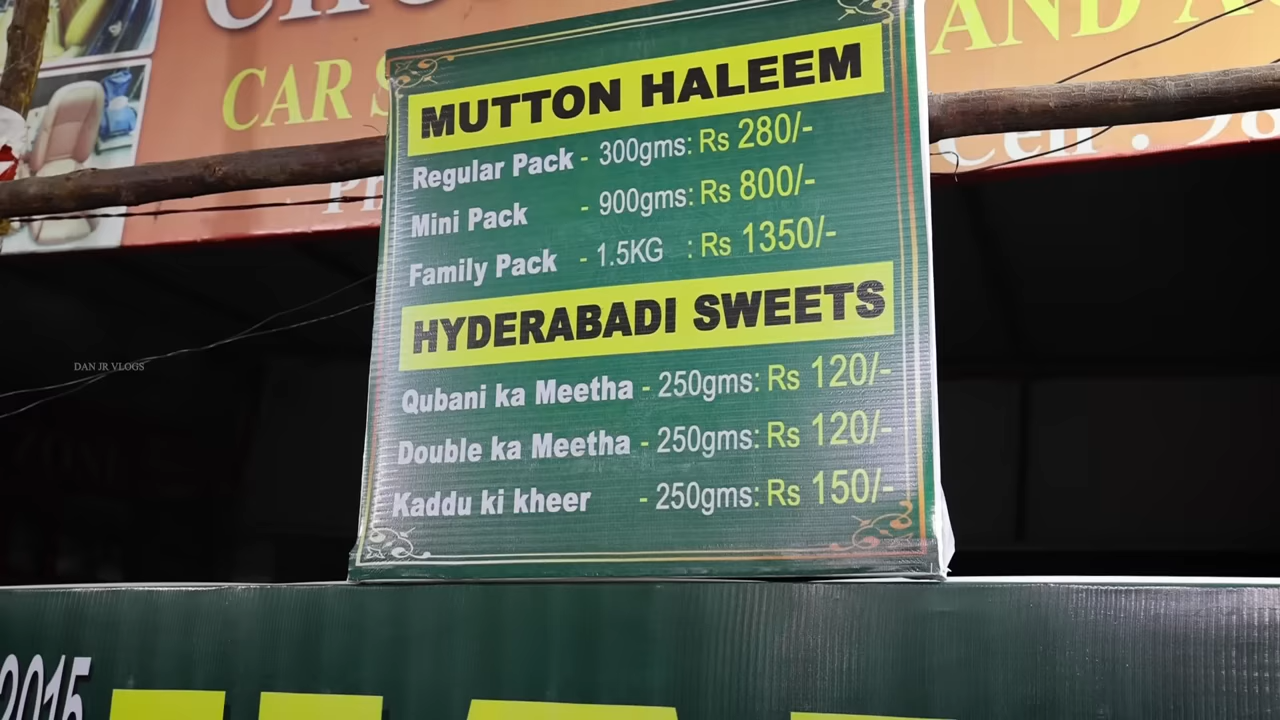 CAR
AND
Cell : 98
MUTTON HALEEM
Regular Pack - 300gms: Rs 280/-
Mini Pack - 900gms: Rs 800/-
Family Pack - 1.5KG : Rs 1350/-
HYDERABADI SWEETS
Qubani ka Meetha - 250gms: Rs 120/-
Double ka Meetha - 250gms: Rs 120/-
Kaddu ki kheer - 250gms: Rs 150/-
DAN JR VLOGS
2015